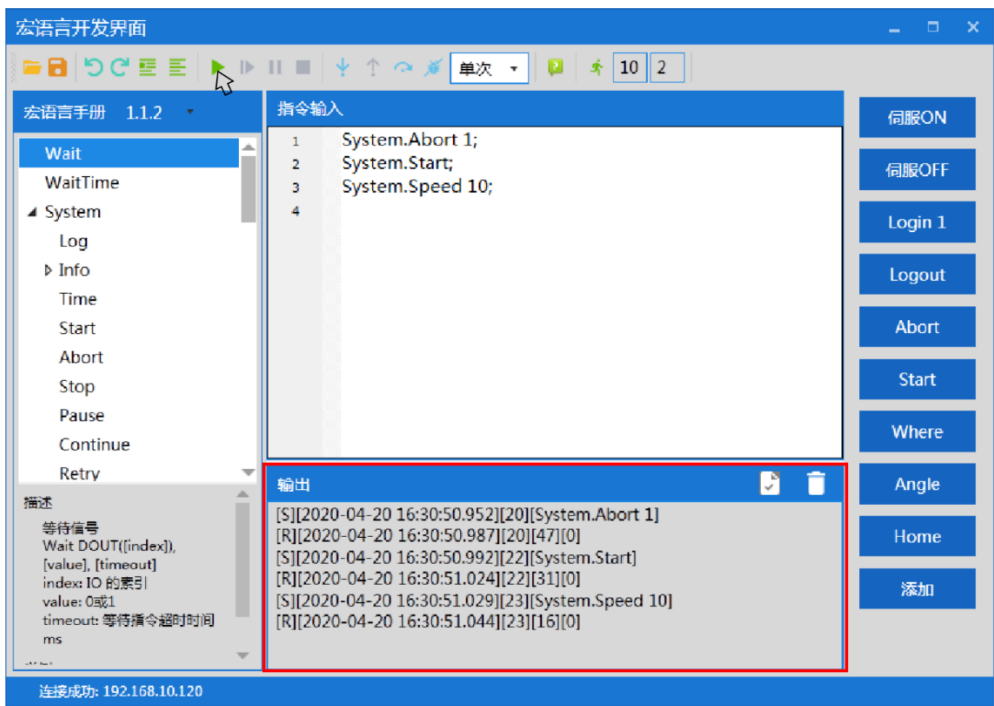 宏语言开发界面
单次
10
2
宏语言手册 1.1.2
Wait
WaitTime
System
Log
Info
Time
Start
Abort
Stop
Pause
Continue
Retry
描述
等待信号
Wait DOUT([index]),
[value], [timeout]
index: IO 的索引
value: 0或1
timeout: 等待指令超时时间
ms
指令输入
1 System.Abort 1;
2 System.Start;
3 System.Speed 10;
4
输出
[S][2020-04-20 16:30:50.952][20][System.Abort 1]
[R][2020-04-20 16:30:50.987][20][47][0]
[S][2020-04-20 16:30:50.992][22][System.Start]
[R][2020-04-20 16:30:51.024][22][31][0]
[S][2020-04-20 16:30:51.029][23][System.Speed 10]
[R][2020-04-20 16:30:51.044][23][16][0]
伺服ON
伺服OFF
Login 1
Logout
Abort
Start
Where
Angle
Home
添加
连接成功: 192.168.10.120